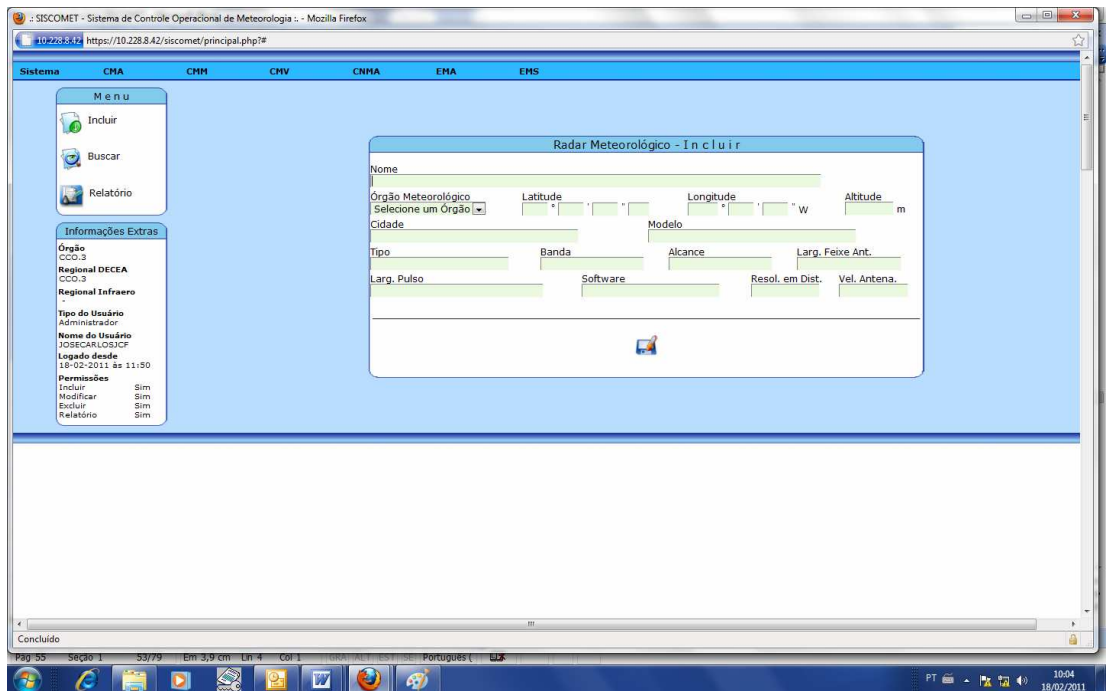 .: SISCOMET - Sistema de Controle Operacional de Meteorologia :. - Mozilla Firefox
10.228.8.42 https://10.228.8.42/siscomet/principal.php?#
Sistema CMA CMM CMV CNMA EMA EMS
Menu
Incluir
Buscar
Relatório
Informações Extras
Órgão
CCO.3
Regional DECEA
CCO.3
Regional Infraero
-
Tipo do Usuário
Administrador
Nome do Usuário
JOSECARLOSJCF
Logado desde
18-02-2011 às 11:50
Permissões
Incluir Sim
Modificar Sim
Excluir Sim
Relatório Sim
Radar Meteorológico - Incluir
Nome
Órgão Meteorológico Latitude Longitude Altitude
Selecione um Órgão ° ' " ° ' " W m
Cidade Modelo
Tipo Banda Alcance Larg. Feixe Ant.
Larg. Pulso Software Resol. em Dist. Vel. Antena.
Concluído
Pág 55 Seção 1 53/79 Em 3,9 cm Lin 4 Col 1 GRA ALT EST SE Português (
PT 10:04
18/02/2011